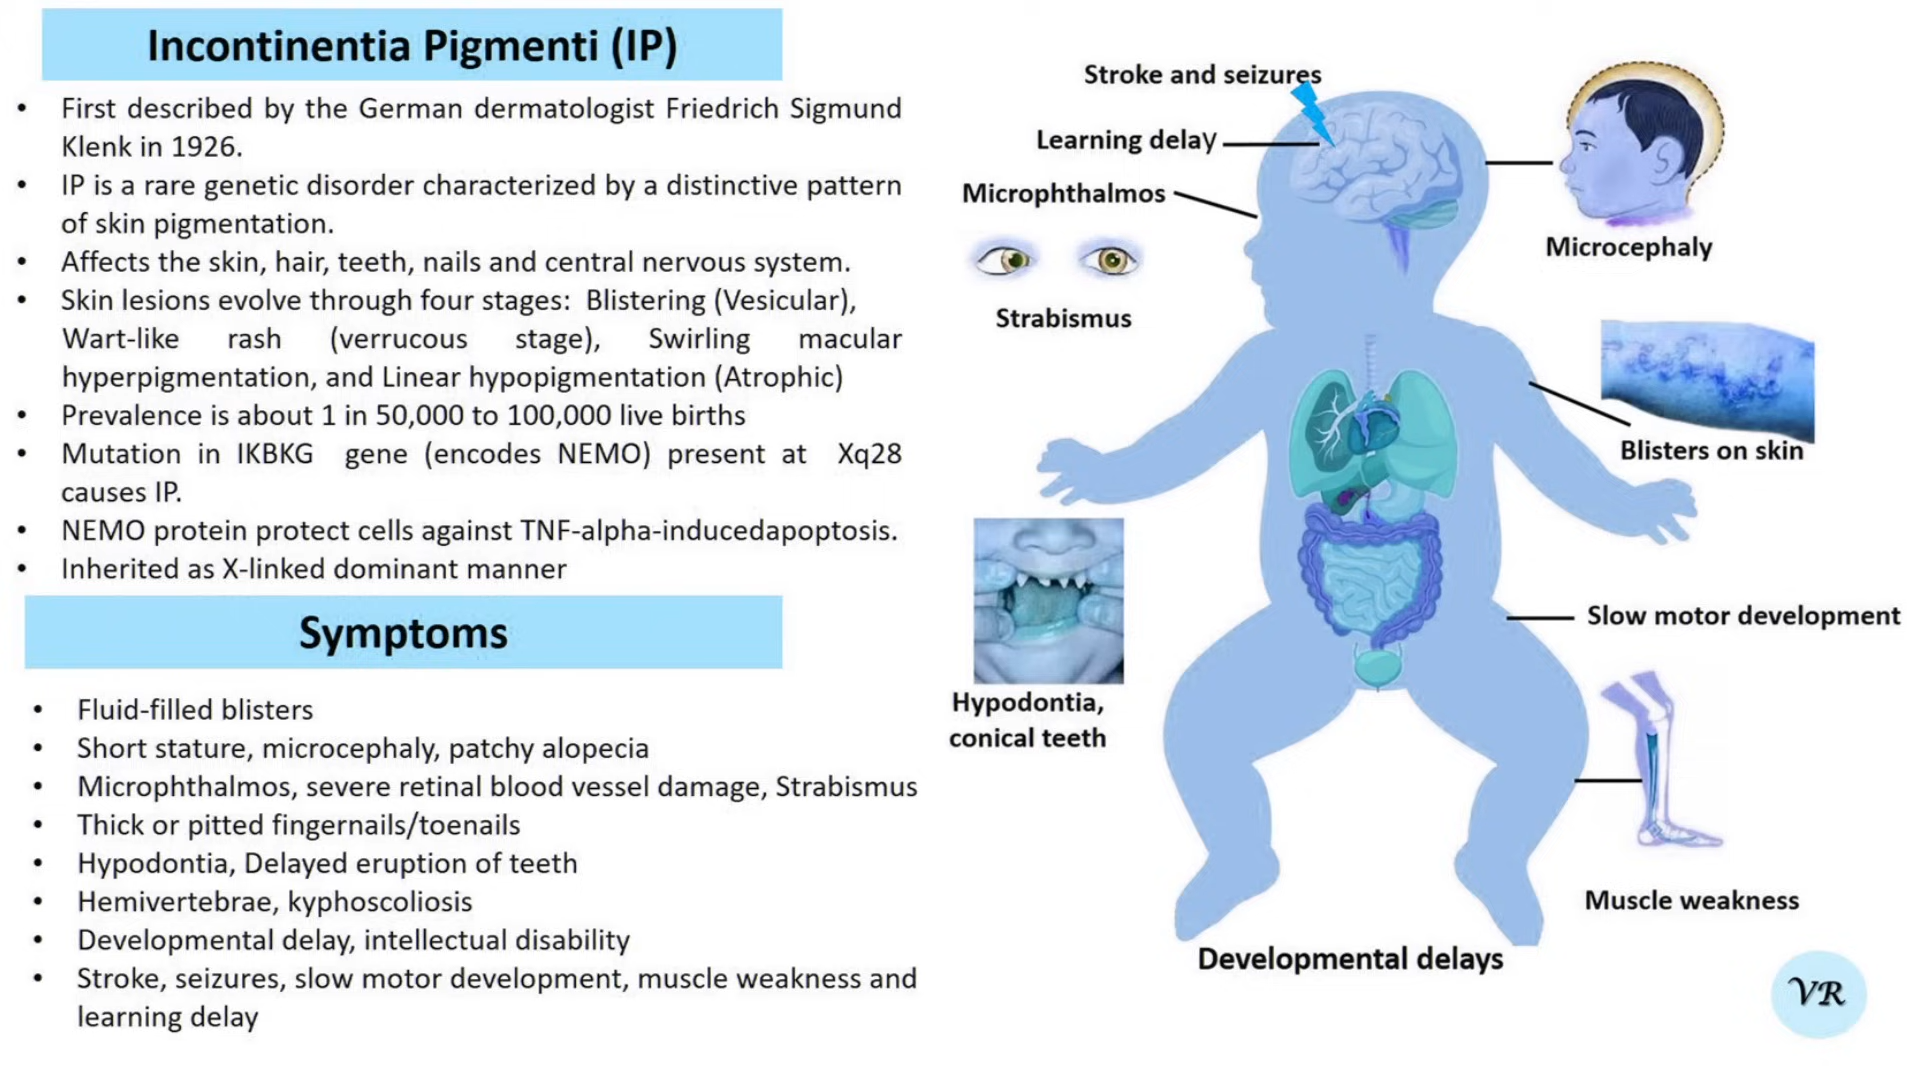 Incontinentia Pigmenti (IP)
• First described by the German dermatologist Friedrich Sigmund
Klenk in 1926.
• IP is a rare genetic disorder characterized by a distinctive pattern
of skin pigmentation.
• Affects the skin, hair, teeth, nails and central nervous system.
• Skin lesions evolve through four stages: Blistering (Vesicular),
Wart-like rash (verrucous stage), Swirling macular
hyperpigmentation, and Linear hypopigmentation (Atrophic)
• Prevalence is about 1 in 50,000 to 100,000 live births
• Mutation in IKBKG gene (encodes NEMO) present at Xq28
causes IP.
• NEMO protein protect cells against TNF-alpha-inducedapoptosis.
• Inherited as X-linked dominant manner
Symptoms
• Fluid-filled blisters
• Short stature, microcephaly, patchy alopecia
• Microphthalmos, severe retinal blood vessel damage, Strabismus
• Thick or pitted fingernails/toenails
• Hypodontia, Delayed eruption of teeth
• Hemivertebrae, kyphoscoliosis
• Developmental delay, intellectual disability
• Stroke, seizures, slow motor development, muscle weakness and
learning delay
Stroke and seizures
Learning delay
Microphthalmos
Strabismus
Microcephaly
Blisters on skin
Hypodontia,
conical teeth
Slow motor development
Muscle weakness
Developmental delays
VR